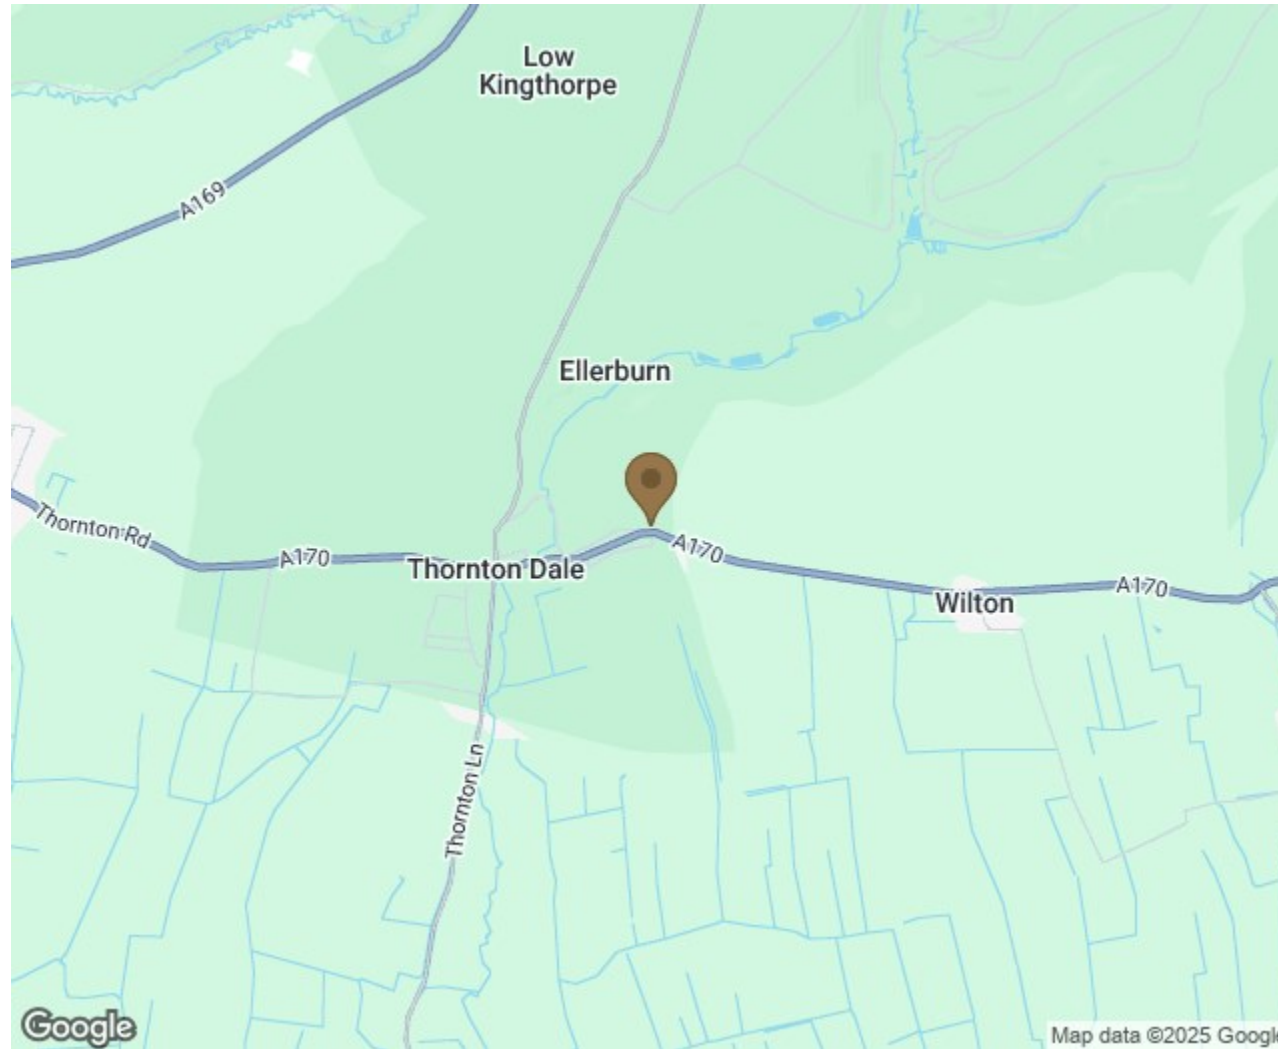 Low
Kingthorpe
A169
Ellerburn
Thornton Rd
A170
Thornton Dale
A170
Wilton
A170
Thornton Ln
Google
Map data ©2025 Google